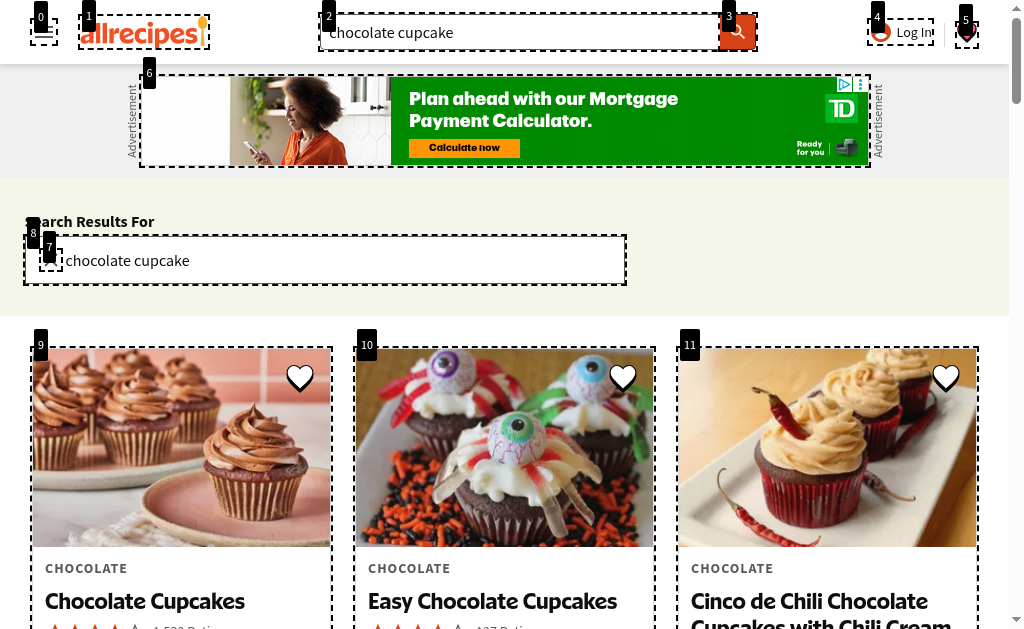 0
1
2
3
4
5
allrecipes
chocolate cupcake
Log In
6
Advertisement
Plan ahead with our Mortgage
Payment Calculator.
Calculate now
TD
Ready
for you
Advertisement
Search Results For
8
7
chocolate cupcake
9
10
11
CHOCOLATE
CHOCOLATE
CHOCOLATE
Chocolate Cupcakes
Easy Chocolate Cupcakes
Cinco de Chili Chocolate
Cupcakes with Chili Cream